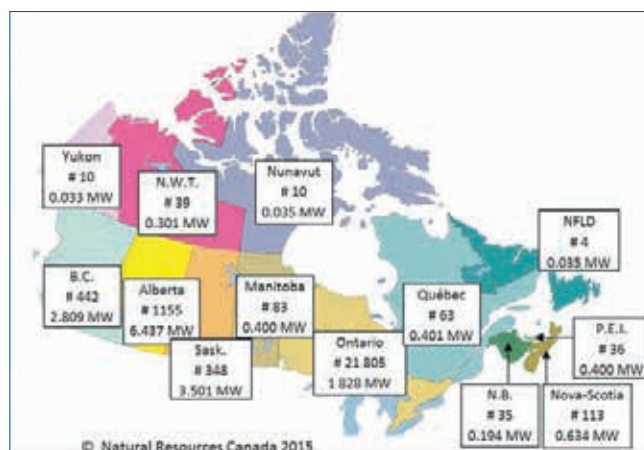 Yukon
# 10
0.033 MW
N.W.T.
# 39
0.301 MW
Nunavut
# 10
0.035 MW
NFLD
# 4
0.035 MW
B.C.
# 442
2.809 MW
Alberta
# 1155
6.437 MW
Sask.
# 348
3.501 MW
Manitoba
# 83
0.400 MW
Ontario
# 21 805
1 828 MW
Québec
# 63
0.401 MW
P.E.I.
# 36
0.400 MW
N.B.
# 35
0.194 MW
Nova-Scotia
# 113
0.634 MW
© Natural Resources Canada 2015